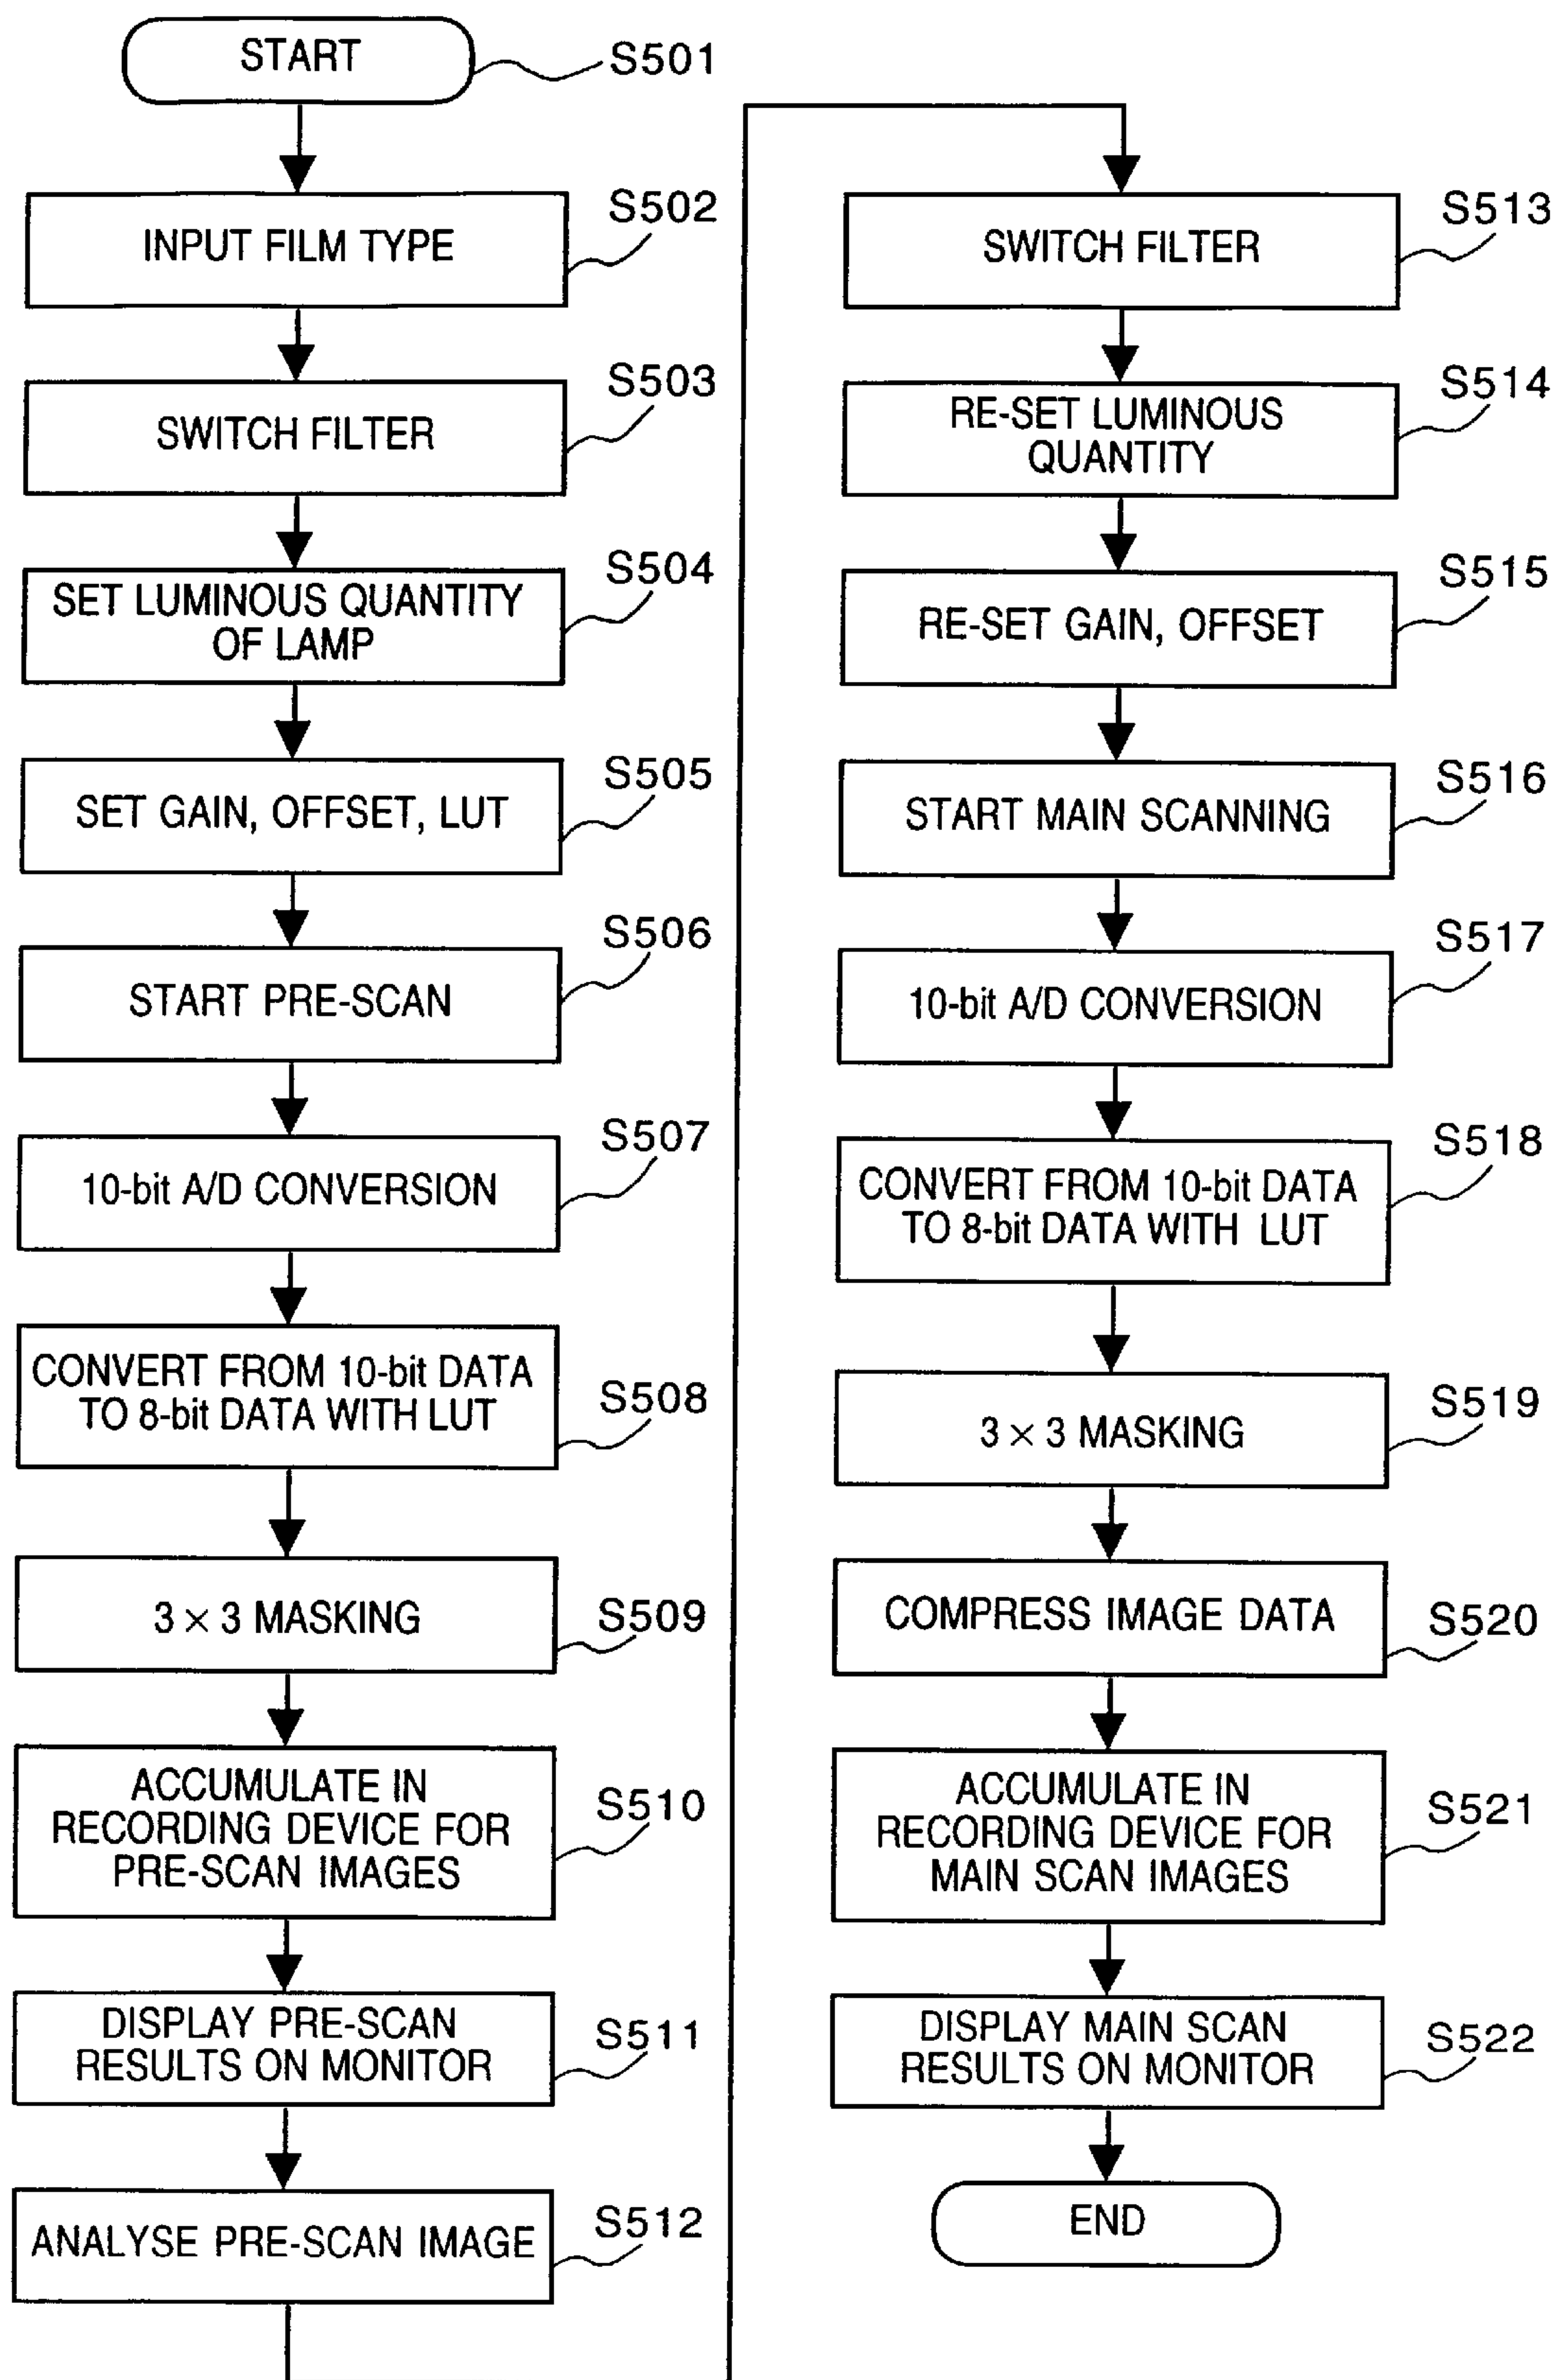 START
S501
INPUT FILM TYPE
S502
SWITCH FILTER
S503
SET LUMINOUS QUANTITY
OF LAMP
S504
SET GAIN, OFFSET, LUT
S505
START PRE-SCAN
S506
10-bit A/D CONVERSION
S507
CONVERT FROM 10-bit DATA
TO 8-bit DATA WITH LUT
S508
3 × 3 MASKING
S509
ACCUMULATE IN
RECORDING DEVICE FOR
PRE-SCAN IMAGES
S510
DISPLAY PRE-SCAN
RESULTS ON MONITOR
S511
ANALYSE PRE-SCAN IMAGE
S512
SWITCH FILTER
S513
RE-SET LUMINOUS
QUANTITY
S514
RE-SET GAIN, OFFSET
S515
START MAIN SCANNING
S516
10-bit A/D CONVERSION
S517
CONVERT FROM 10-bit DATA
TO 8-bit DATA WITH LUT
S518
3 × 3 MASKING
S519
COMPRESS IMAGE DATA
S520
ACCUMULATE IN
RECORDING DEVICE FOR
MAIN SCAN IMAGES
S521
DISPLAY MAIN SCAN
RESULTS ON MONITOR
S522
END